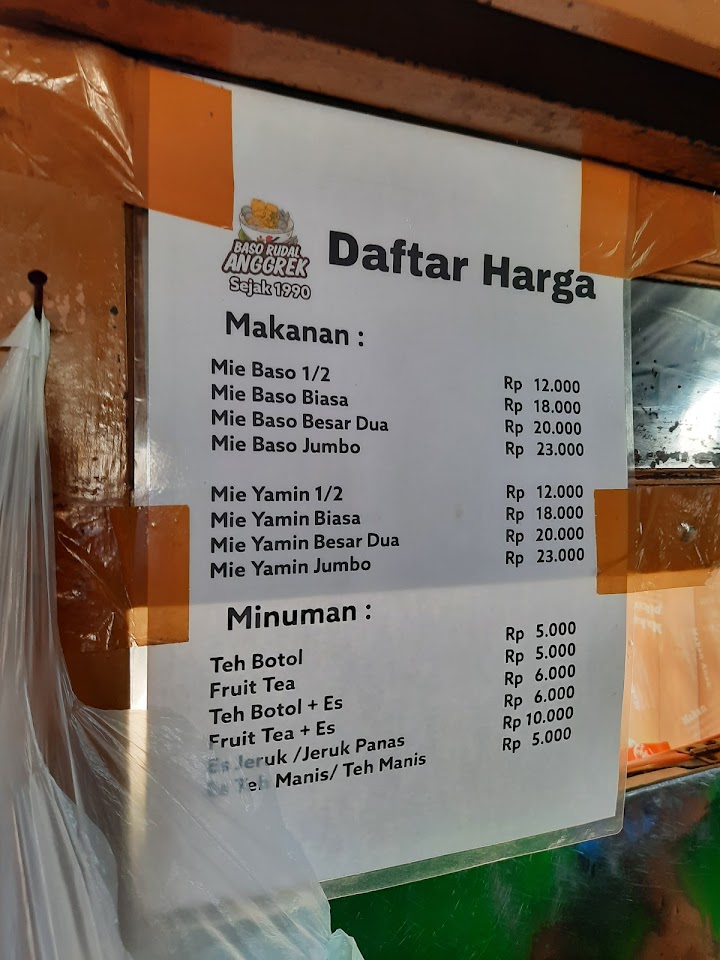 BASO RUDAL
ANGGREK
Sejak 1990
Daftar Harga
Makanan :
Mie Baso 1/2 Rp 12.000
Mie Baso Biasa Rp 18.000
Mie Baso Besar Dua Rp 20.000
Mie Baso Jumbo Rp 23.000
Mie Yamin 1/2 Rp 12.000
Mie Yamin Biasa Rp 18.000
Mie Yamin Besar Dua Rp 20.000
Mie Yamin Jumbo Rp 23.000
Minuman :
Teh Botol Rp 5.000
Fruit Tea Rp 5.000
Teh Botol + Es Rp 6.000
Fruit Tea + Es Rp 6.000
Es Jeruk /Jeruk Panas Rp 10.000
Es Teh Manis/ Teh Manis Rp 5.000